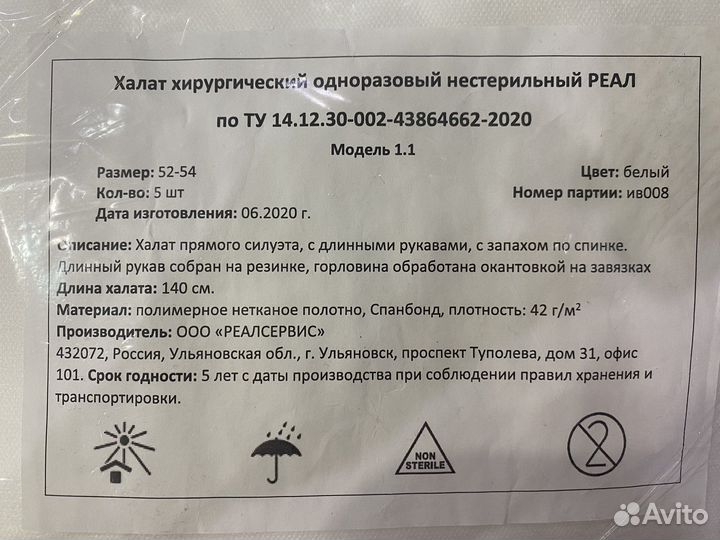 Халат хирургический одноразовый нестерильный РЕАЛ
по ТУ 14.12.30-002-43864662-2020
Модель 1.1
Размер: 52-54 Цвет: белый
Кол-во: 5 шт Номер партии: ив008
Дата изготовления: 06.2020 г.
Описание: Халат прямого силуэта, с длинными рукавами, с запахом по спинке.
Длинный рукав собран на резинке, горловина обработана окантовкой на завязках
Длина халата: 140 см.
Материал: полимерное нетканое полотно, Спанбонд, плотность: 42 г/м²
Производитель: ООО «РЕАЛСЕРВИС»
432072, Россия, Ульяновская обл., г. Ульяновск, проспект Туполева, дом 31, офис
101. Срок годности: 5 лет с даты производства при соблюдении правил хранения и
транспортировки.
NON
STERILE
2
Avito